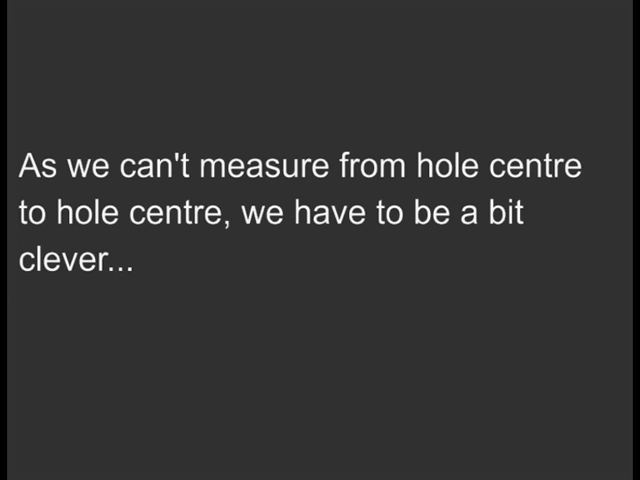 As we can't measure from hole centre
to hole centre, we have to be a bit
clever...